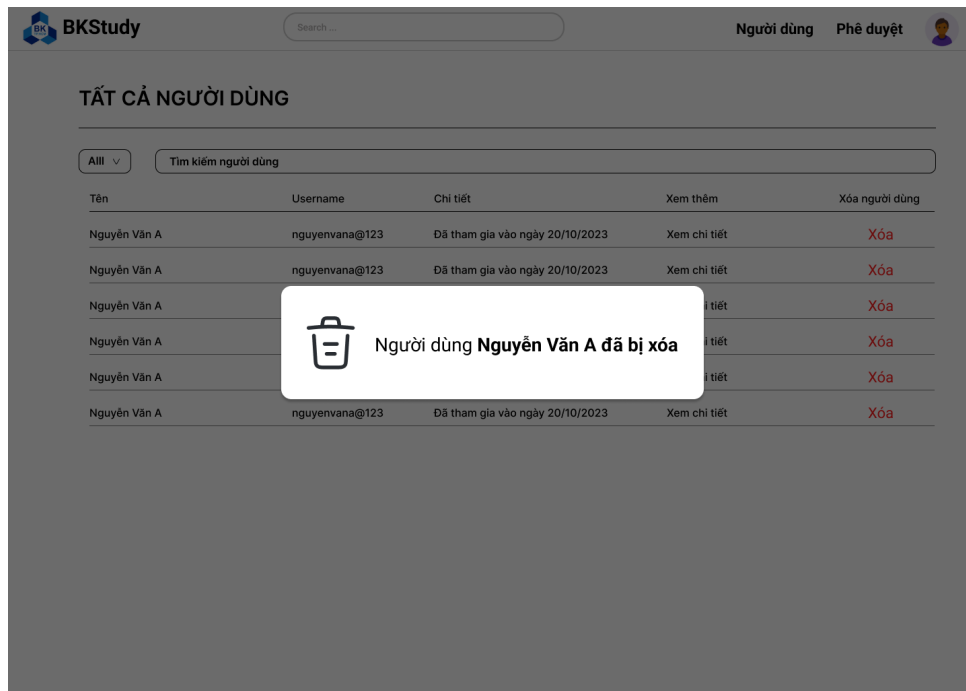 BK BKStudy Search ... Người dùng Phê duyệt
TẤT CẢ NGƯỜI DÙNG
Alll Tìm kiếm người dùng
Tên Username Chi tiết Xem thêm Xóa người dùng
Nguyễn Văn A nguyenvana@123 Đã tham gia vào ngày 20/10/2023 Xem chi tiết Xóa
Nguyễn Văn A nguyenvana@123 Đã tham gia vào ngày 20/10/2023 Xem chi tiết Xóa
Nguyễn Văn A tiết Xóa
Nguyễn Văn A tiết Xóa
Người dùng Nguyễn Văn A đã bị xóa
Nguyễn Văn A tiết Xóa
Nguyễn Văn A nguyenvana@123 Đã tham gia vào ngày 20/10/2023 Xem chi tiết Xóa